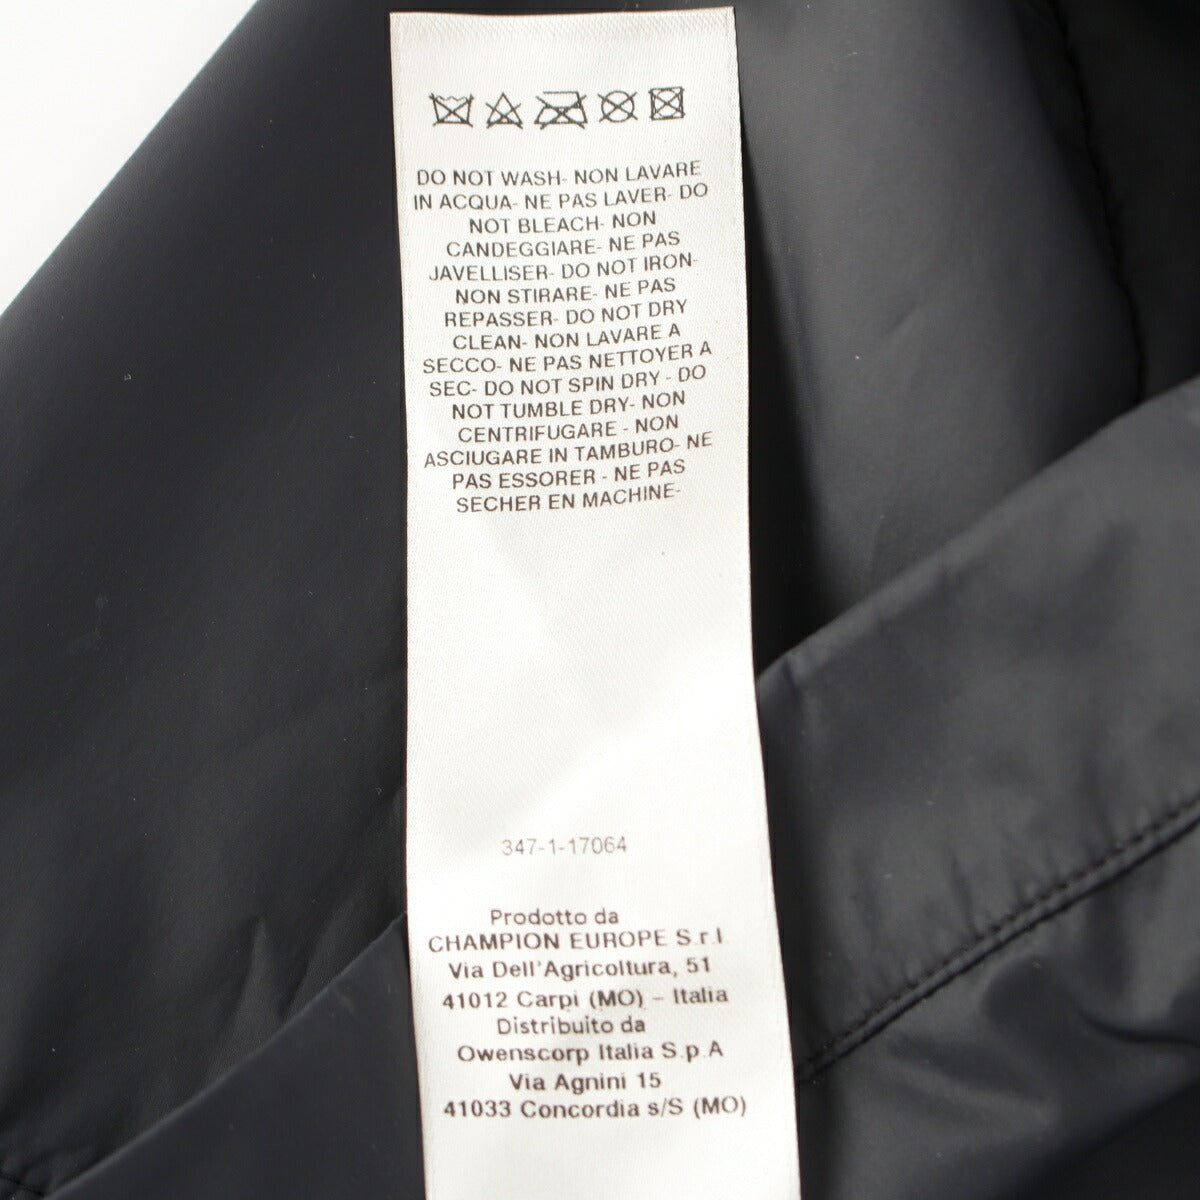 DO NOT WASH- NON LAVARE
IN ACQUA- NE PAS LAVER- DO
NOT BLEACH- NON
CANDEGGIARE- NE PAS
JAVELLISER- DO NOT IRON-
NON STIRARE- NE PAS
REPASSER- DO NOT DRY
CLEAN- NON LAVARE A
SECCO- NE PAS NETTOYER A
SEC- DO NOT SPIN DRY - DO
NOT TUMBLE DRY- NON
CENTRIFUGARE - NON
ASCIUGARE IN TAMBURO- NE
PAS ESSORER - NE PAS
SECHER EN MACHINE-
347-1-17064
Prodotto da
CHAMPION EUROPE S.r.l.
Via Dell'Agricoltura, 51
41012 Carpi (MO) – Italia
Distribuito da
Owenscorp Italia S.p.A
Via Agnini 15
41033 Concordia s/S (MO)